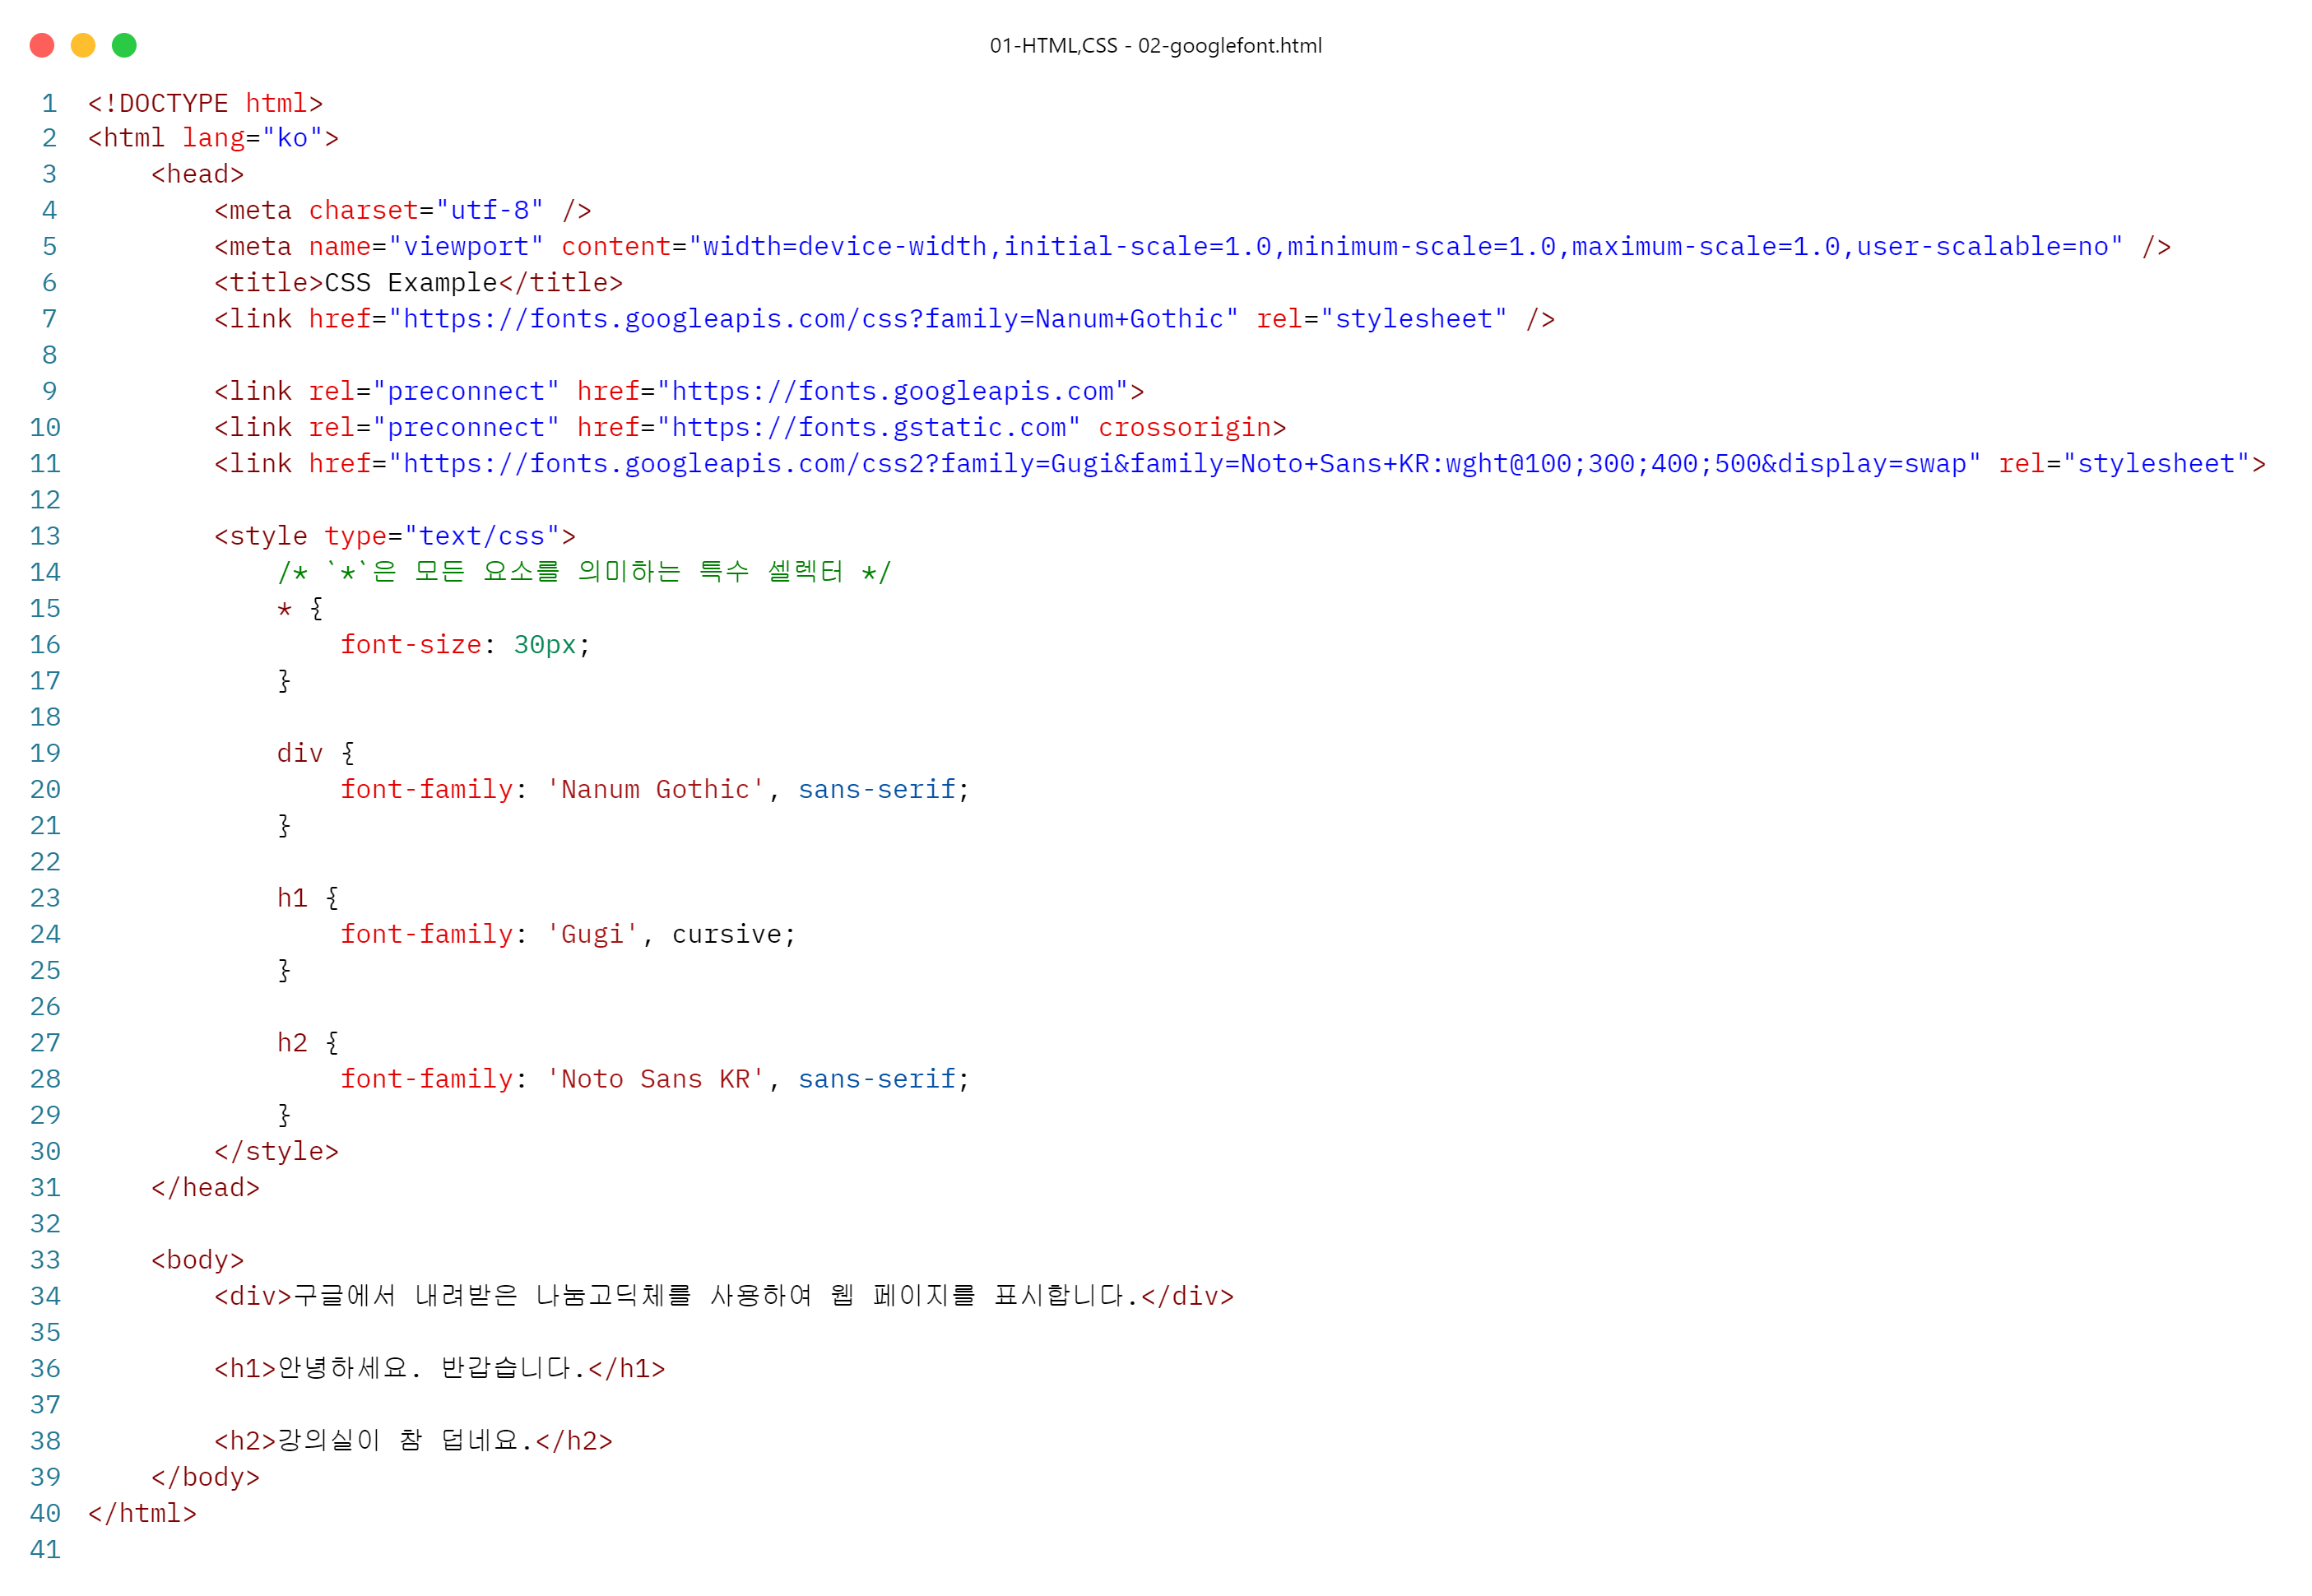 01-HTML,CSS - 02-googlefont.html
1 <!DOCTYPE html>
2 <html lang="ko">
3     <head>
4         <meta charset="utf-8" />
5         <meta name="viewport" content="width=device-width,initial-scale=1.0,minimum-scale=1.0,maximum-scale=1.0,user-scalable=no" />
6         <title>CSS Example</title>
7         <link href="https://fonts.googleapis.com/css?family=Nanum+Gothic" rel="stylesheet" />
8
9         <link rel="preconnect" href="https://fonts.googleapis.com">
10         <link rel="preconnect" href="https://fonts.gstatic.com" crossorigin>
11         <link href="https://fonts.googleapis.com/css2?family=Gugi&family=Noto+Sans+KR:wght@100;300;400;500&display=swap" rel="stylesheet">
12
13         <style type="text/css">
14             /* `*`은 모든 요소를 의미하는 특수 셀렉터 */
15             * {
16                 font-size: 30px;
17             }
18
19             div {
20                 font-family: 'Nanum Gothic', sans-serif;
21             }
22
23             h1 {
24                 font-family: 'Gugi', cursive;
25             }
26
27             h2 {
28                 font-family: 'Noto Sans KR', sans-serif;
29             }
30         </style>
31     </head>
32
33     <body>
34         <div>구글에서 내려받은 나눔고딕체를 사용하여 웹 페이지를 표시합니다.</div>
35
36         <h1>안녕하세요. 반갑습니다.</h1>
37
38         <h2>강의실이 참 덥네요.</h2>
39     </body>
40 </html>
41